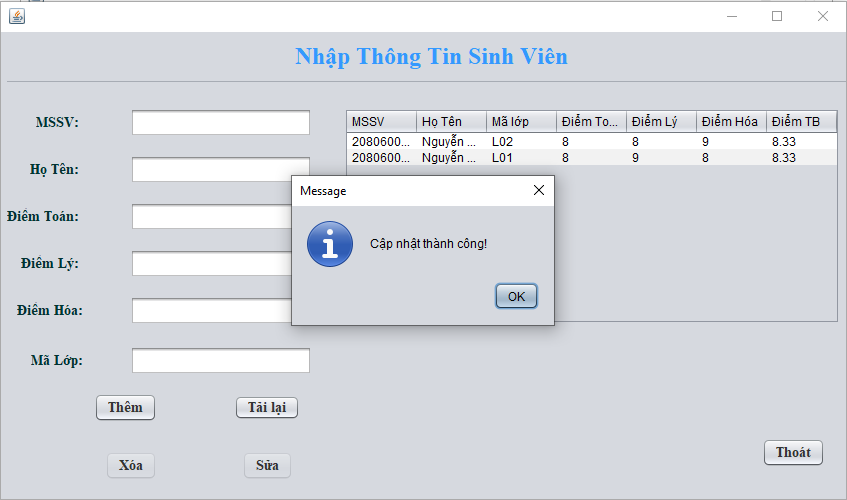 Nhập Thông Tin Sinh Viên
MSSV:
Họ Tên:
Điểm Toán:
Điểm Lý:
Điểm Hóa:
Mã Lớp:
MSSV Họ Tên Mã lớp Điểm To... Điểm Lý Điểm Hóa Điểm TB
2080600... Nguyễn ... L02 8 8 9 8.33
2080600... Nguyễn ... L01 8 9 8 8.33
Message
Cập nhật thành công!
OK
Thêm Tải lại
Xóa Sửa
Thoát